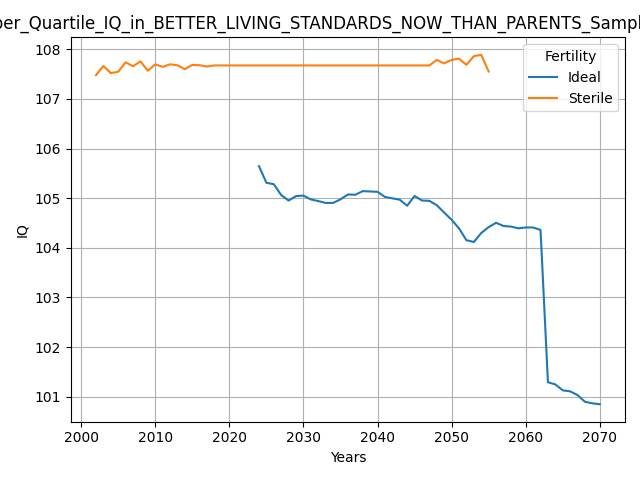 per_Quartile_IQ_in_BETTER_LIVING_STANDARDS_NOW_THAN_PARENTS_Sampl
Fertility
Ideal
Sterile
IQ
108
107
106
105
104
103
102
101
2000 2010 2020 2030 2040 2050 2060 2070
Years